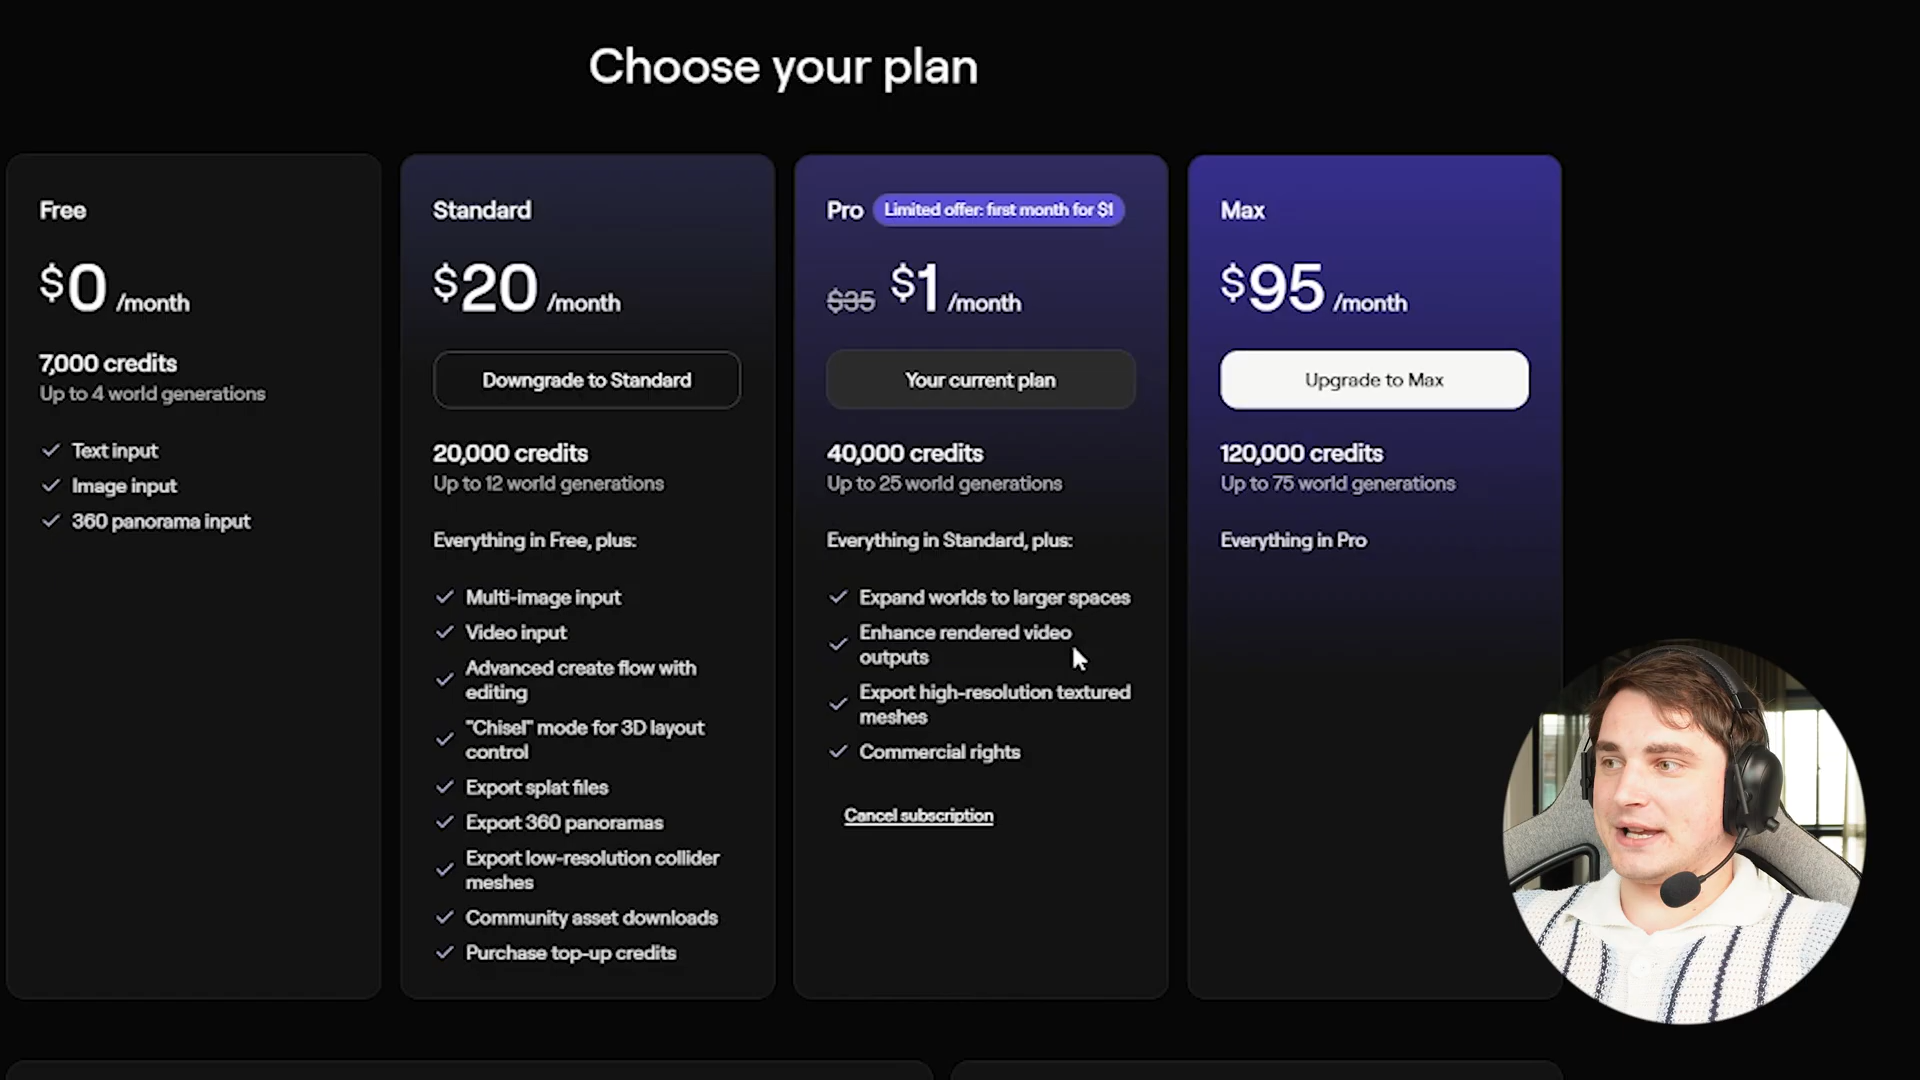 Choose your plan
Free
$0 /month
7,000 credits
Up to 4 world generations
Text input
Image input
360 panorama input
Standard
$20 /month
Downgrade to Standard
20,000 credits
Up to 12 world generations
Everything in Free, plus:
Multi-image input
Video input
Advanced create flow with
editing
"Chisel" mode for 3D layout
control
Export splat files
Export 360 panoramas
Export low-resolution collider
meshes
Community asset downloads
Purchase top-up credits
Pro Limited offer: first month for $1
$35 $1 /month
Your current plan
40,000 credits
Up to 25 world generations
Everything in Standard, plus:
Expand worlds to larger spaces
Enhance rendered video
outputs
Export high-resolution textured
meshes
Commercial rights
Cancel subscription
Max
$95 /month
Upgrade to Max
120,000 credits
Up to 75 world generations
Everything in Pro